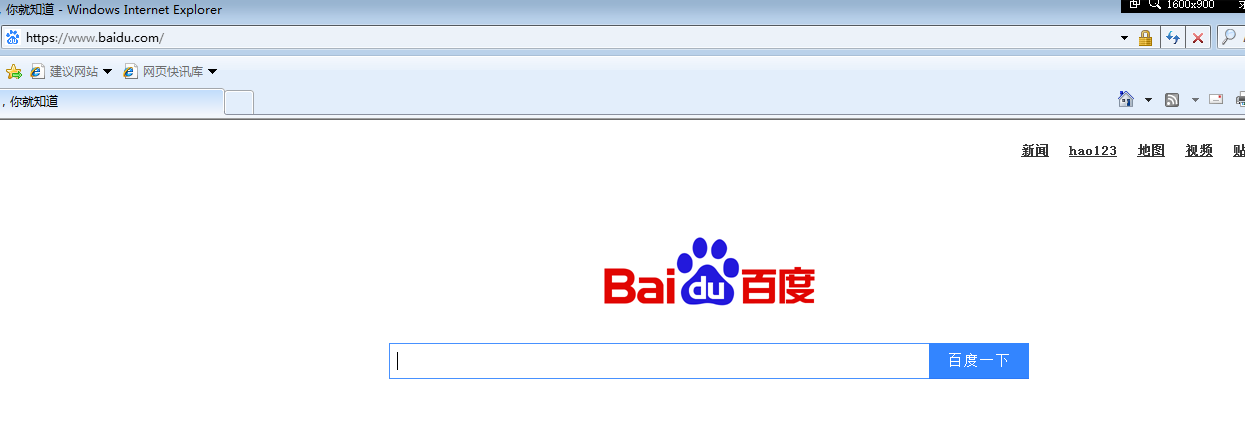 , 你就知道 - Windows Internet Explorer
1600x900
https://www.baidu.com/
建议网站
网页快讯库
, 你就知道
新闻 hao123 地图 视频 贴
Bai du 百度
百度一下